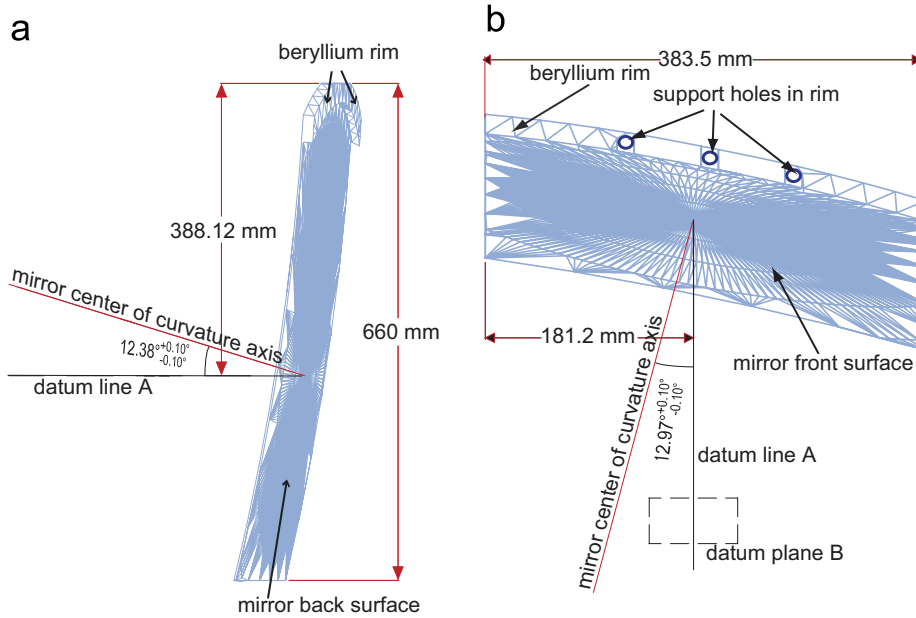 a
beryllium rim
388.12 mm
mirror center of curvature axis
12.38°+0.10°
-0.10°
datum line A
660 mm
mirror back surface
b
383.5 mm
beryllium rim
support holes in rim
181.2 mm
mirror front surface
mirror center of curvature axis
12.97°+0.10°
-0.10°
datum line A
datum plane B